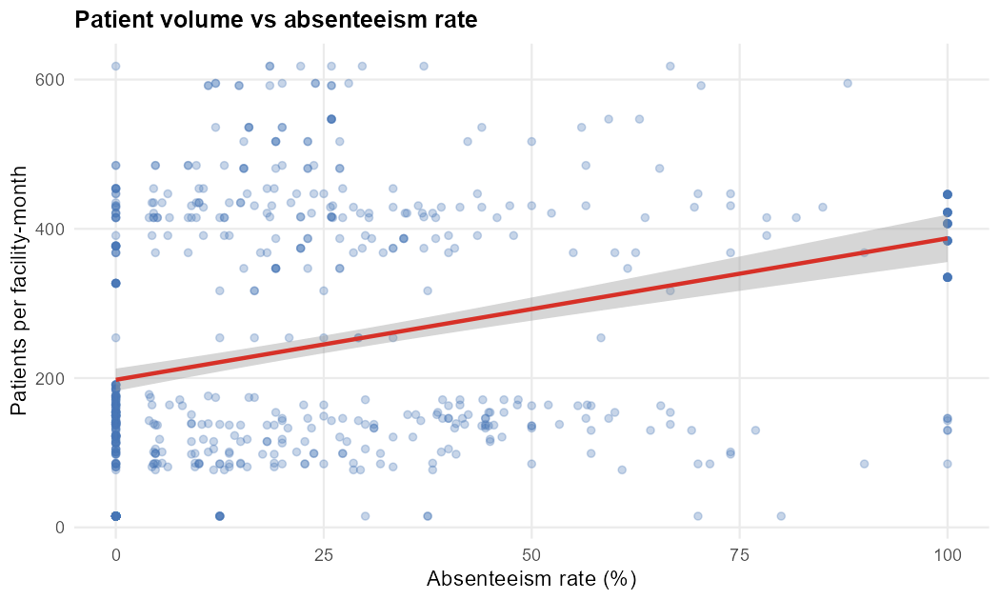 Patient volume vs absenteeism rate
Patients per facility-month
600
400
200
0
0 25 50 75 100
Absenteeism rate (%)